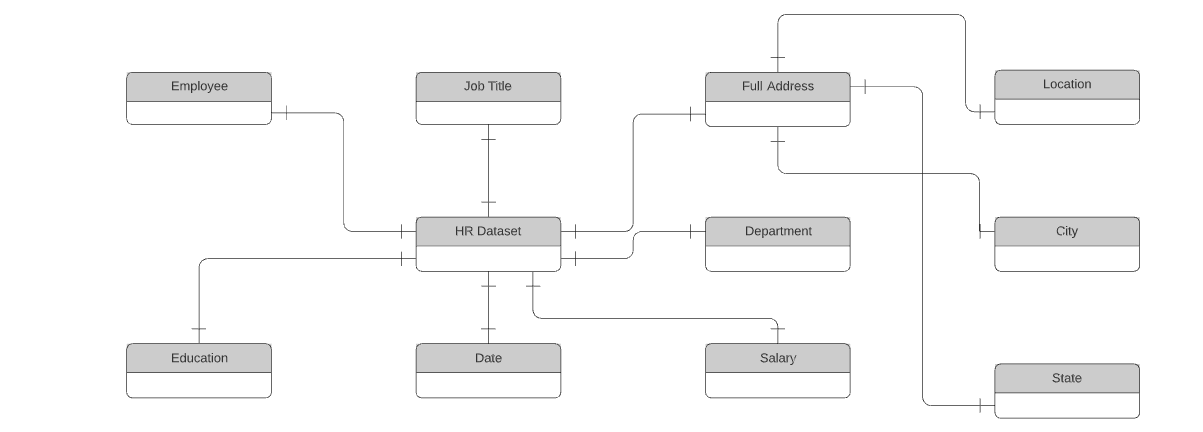 Employee
Job Title
Full Address
Location
HR Dataset
Department
City
Education
Date
Salary
State